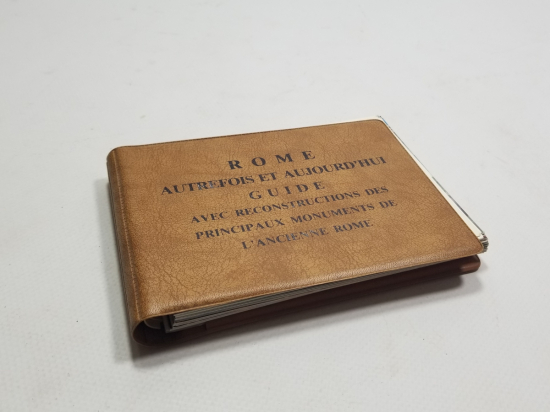 ROME
AUTREFOIS ET AUJOURD'HUI
GUIDE
AVEC RECONSTRUCTIONS DES
PRINCIPAUX MONUMENTS DE
L'ANCIENNE ROME